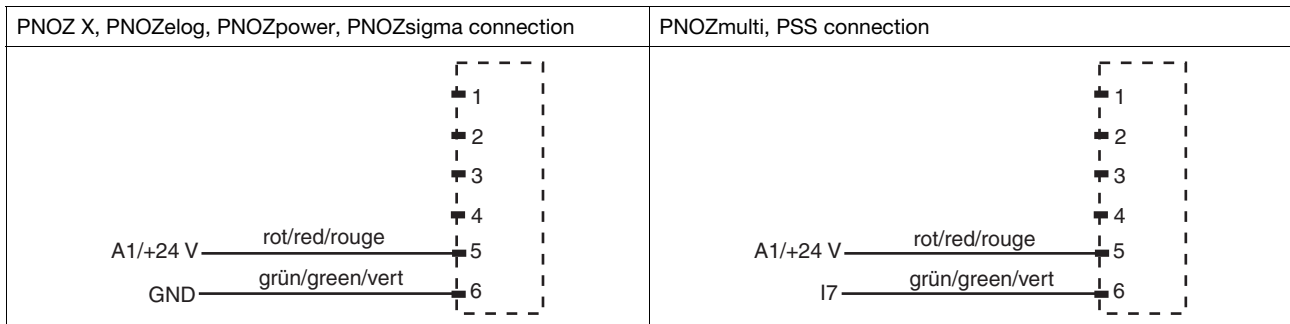 PNOZ X, PNOZelog, PNOZpower, PNOZsigma connection
1
2
3
4
A1/+24 V rot/red/rouge 5
GND grün/green/vert 6
PNOZmulti, PSS connection
1
2
3
4
A1/+24 V rot/red/rouge 5
I7 grün/green/vert 6